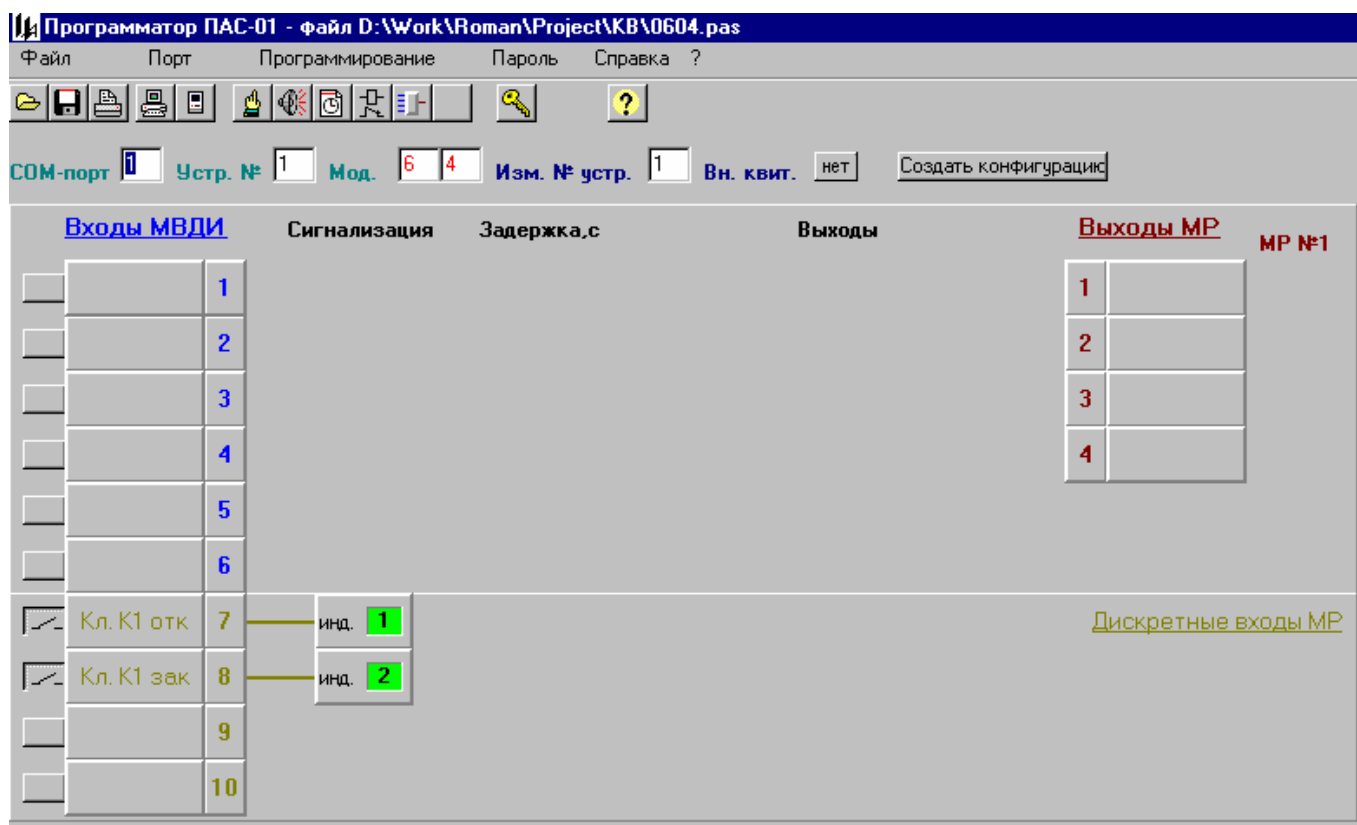 Программатор ПАС-01 - файл D:\Work\Roman\Project\КВ\0604.pas
Файл Порт Программирование Пароль Справка ?
COM-порт 1 Устр. № 1 Мод. 6 4 Изм. № устр. 1 Вн. квит. нет Создать конфигурацию
Входы МВДИ Сигнализация Задержка,с Выходы Выходы МР МР №1
1 1
2 2
3 3
4 4
5
6
Кл. К1 отк 7 инд. 1 Дискретные входы МР
Кл. К1 зак 8 инд. 2
9
10